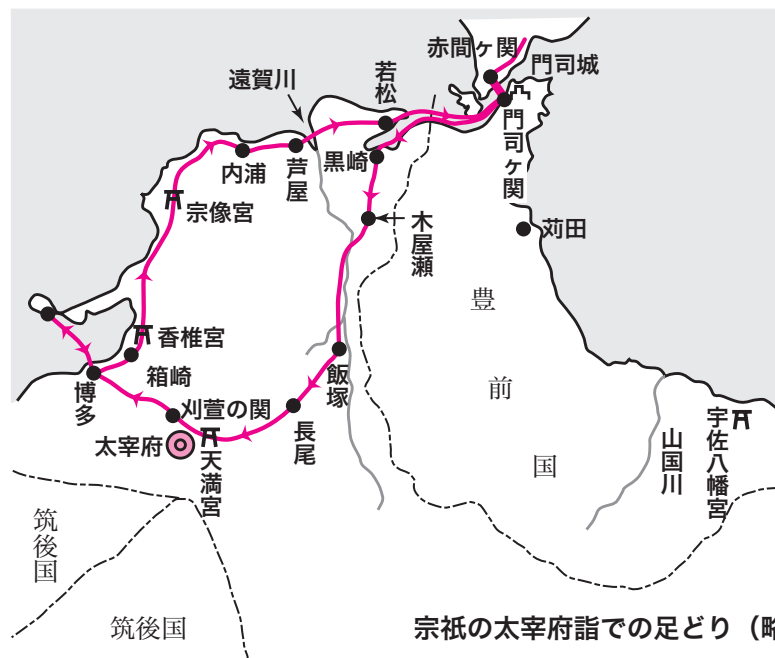 赤間ヶ関
門司城
遠賀川
若松
門司ヶ関
黒崎
芦屋
内浦
宗像宮
木屋瀬
苅田
豊前国
香椎宮
箱崎
博多
飯塚
刈萱の関
長尾
太宰府
天満宮
山国川
宇佐八幡宮
筑後国
筑後国
宗祇の太宰府詣での足どり（略